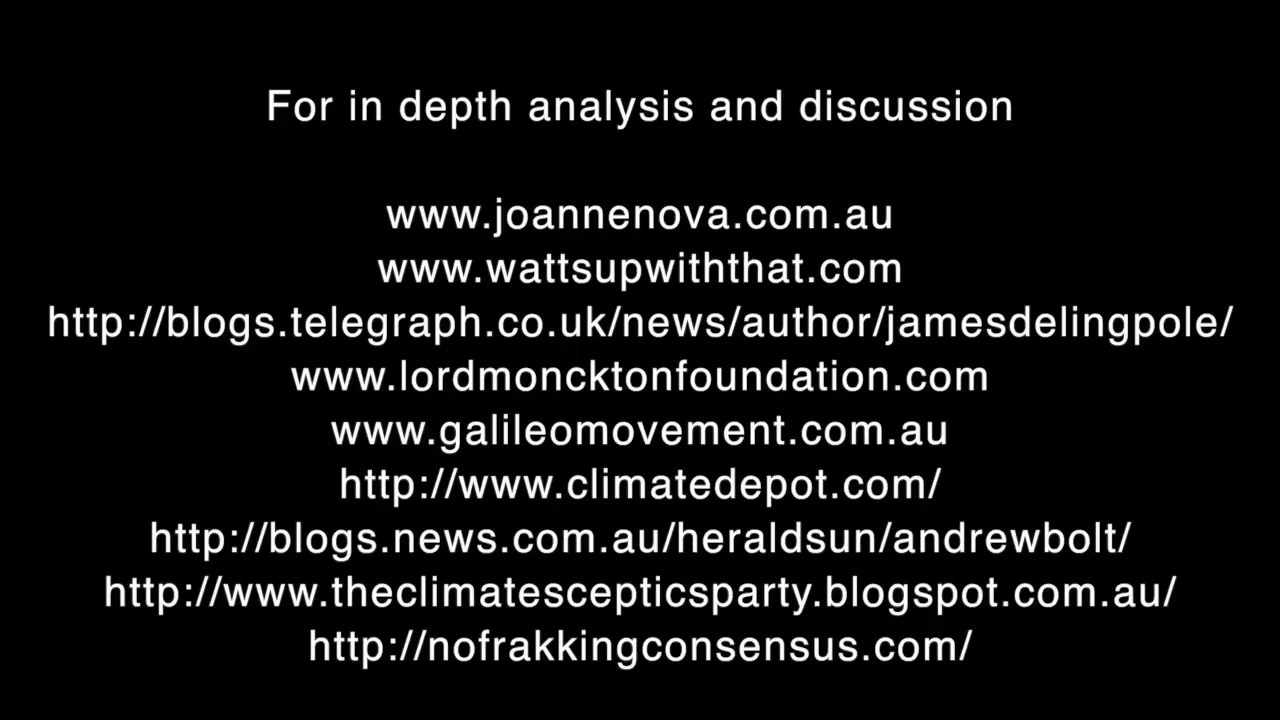 For in depth analysis and discussion
www.joannenova.com.au
www.wattsupwiththat.com
http://blogs.telegraph.co.uk/news/author/jamesdelingpole/
www.lordmoncktonfoundation.com
www.galileomovement.com.au
http://www.climatedepot.com/
http://blogs.news.com.au/heraldsun/andrewbolt/
http://www.theclimatescepticsparty.blogspot.com.au/
http://nofrakkingconsensus.com/